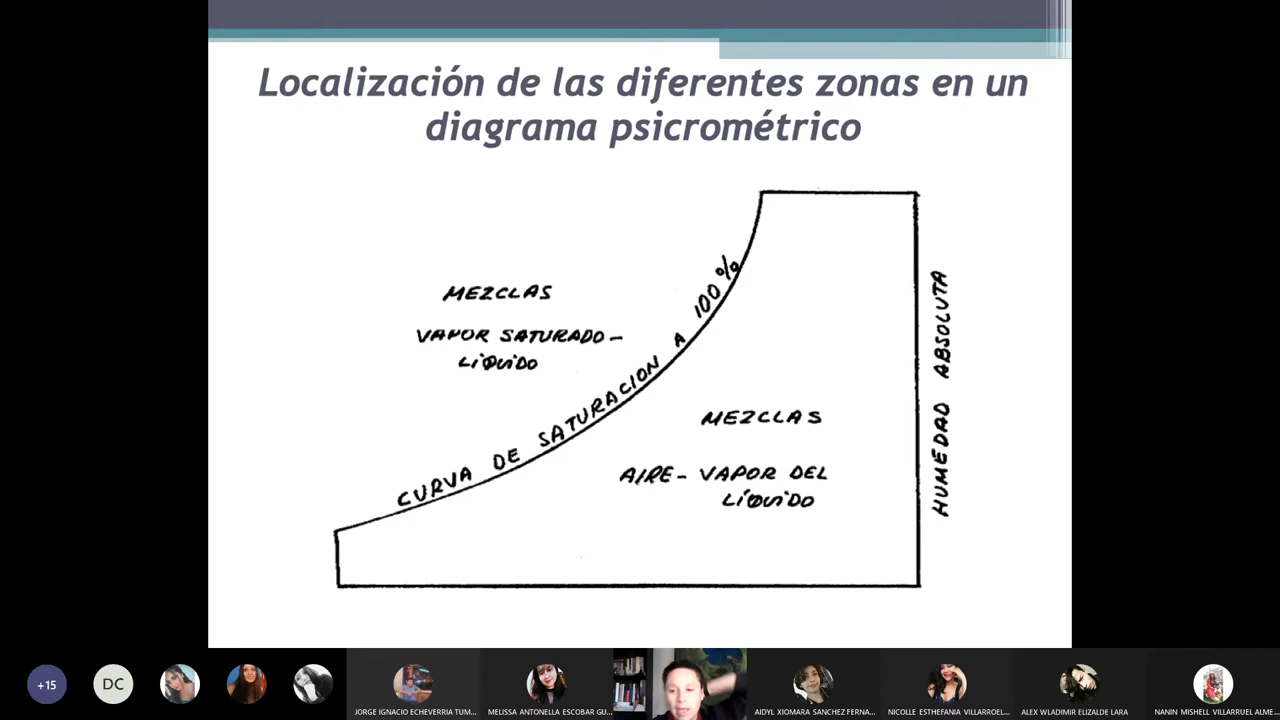 Localización de las diferentes zonas en un
diagrama psicrométrico
MEZCLAS
VAPOR SATURADO-
LíQUiDO
CURVA DE SATURACION A 100%
MEZCLAS
AIRE- VAPOR DEL
LíQUiDO
HUMEDAD ABSOLUTA
+15
DC
JORGE IGNACIO ECHEVERRIA TUM...
MELISSA ANTONELLA ESCOBAR GU...
AIDYL XIOMARA SANCHEZ FERNA...
NICOLLE ESTHEFANIA VILLARROEL...
ALEX WLADIMIR ELIZALDE LARA
NANIN MISHELL VILLARRUEL ALME...